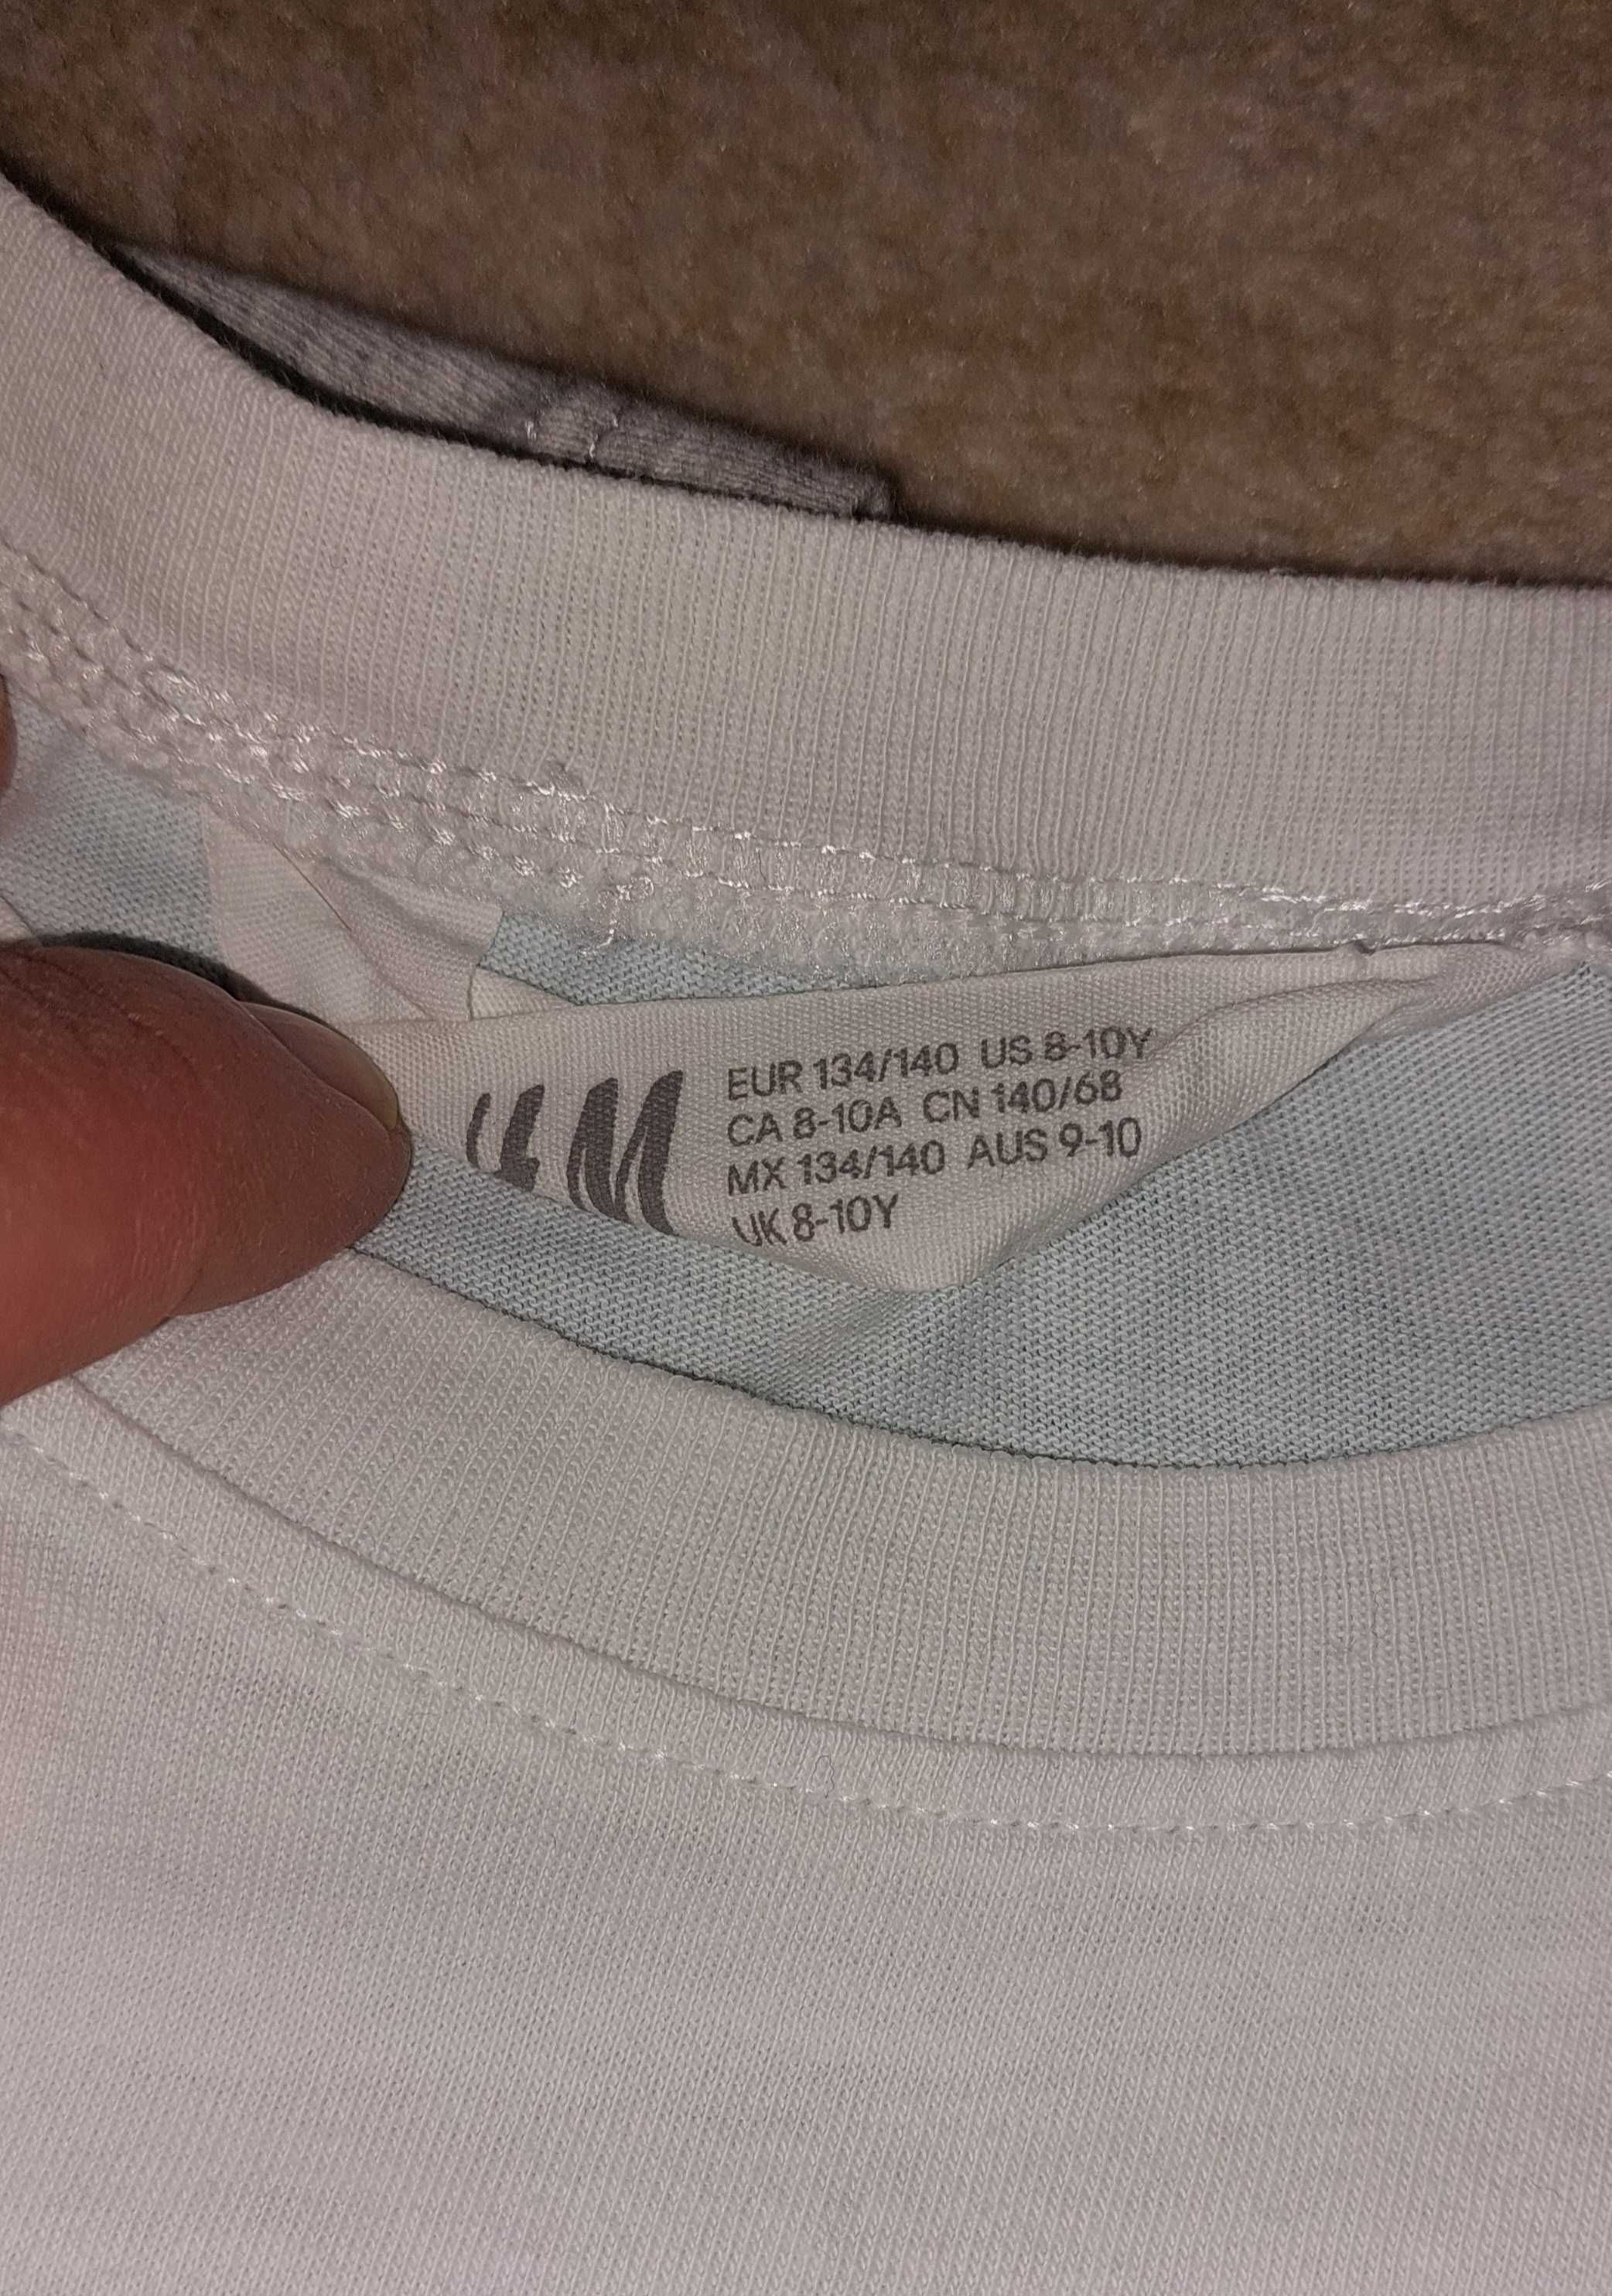 H&M
EUR 134/140 US 8-10Y
CA 8-10A CN 140/68
MX 134/140 AUS 9-10
UK 8-10Y